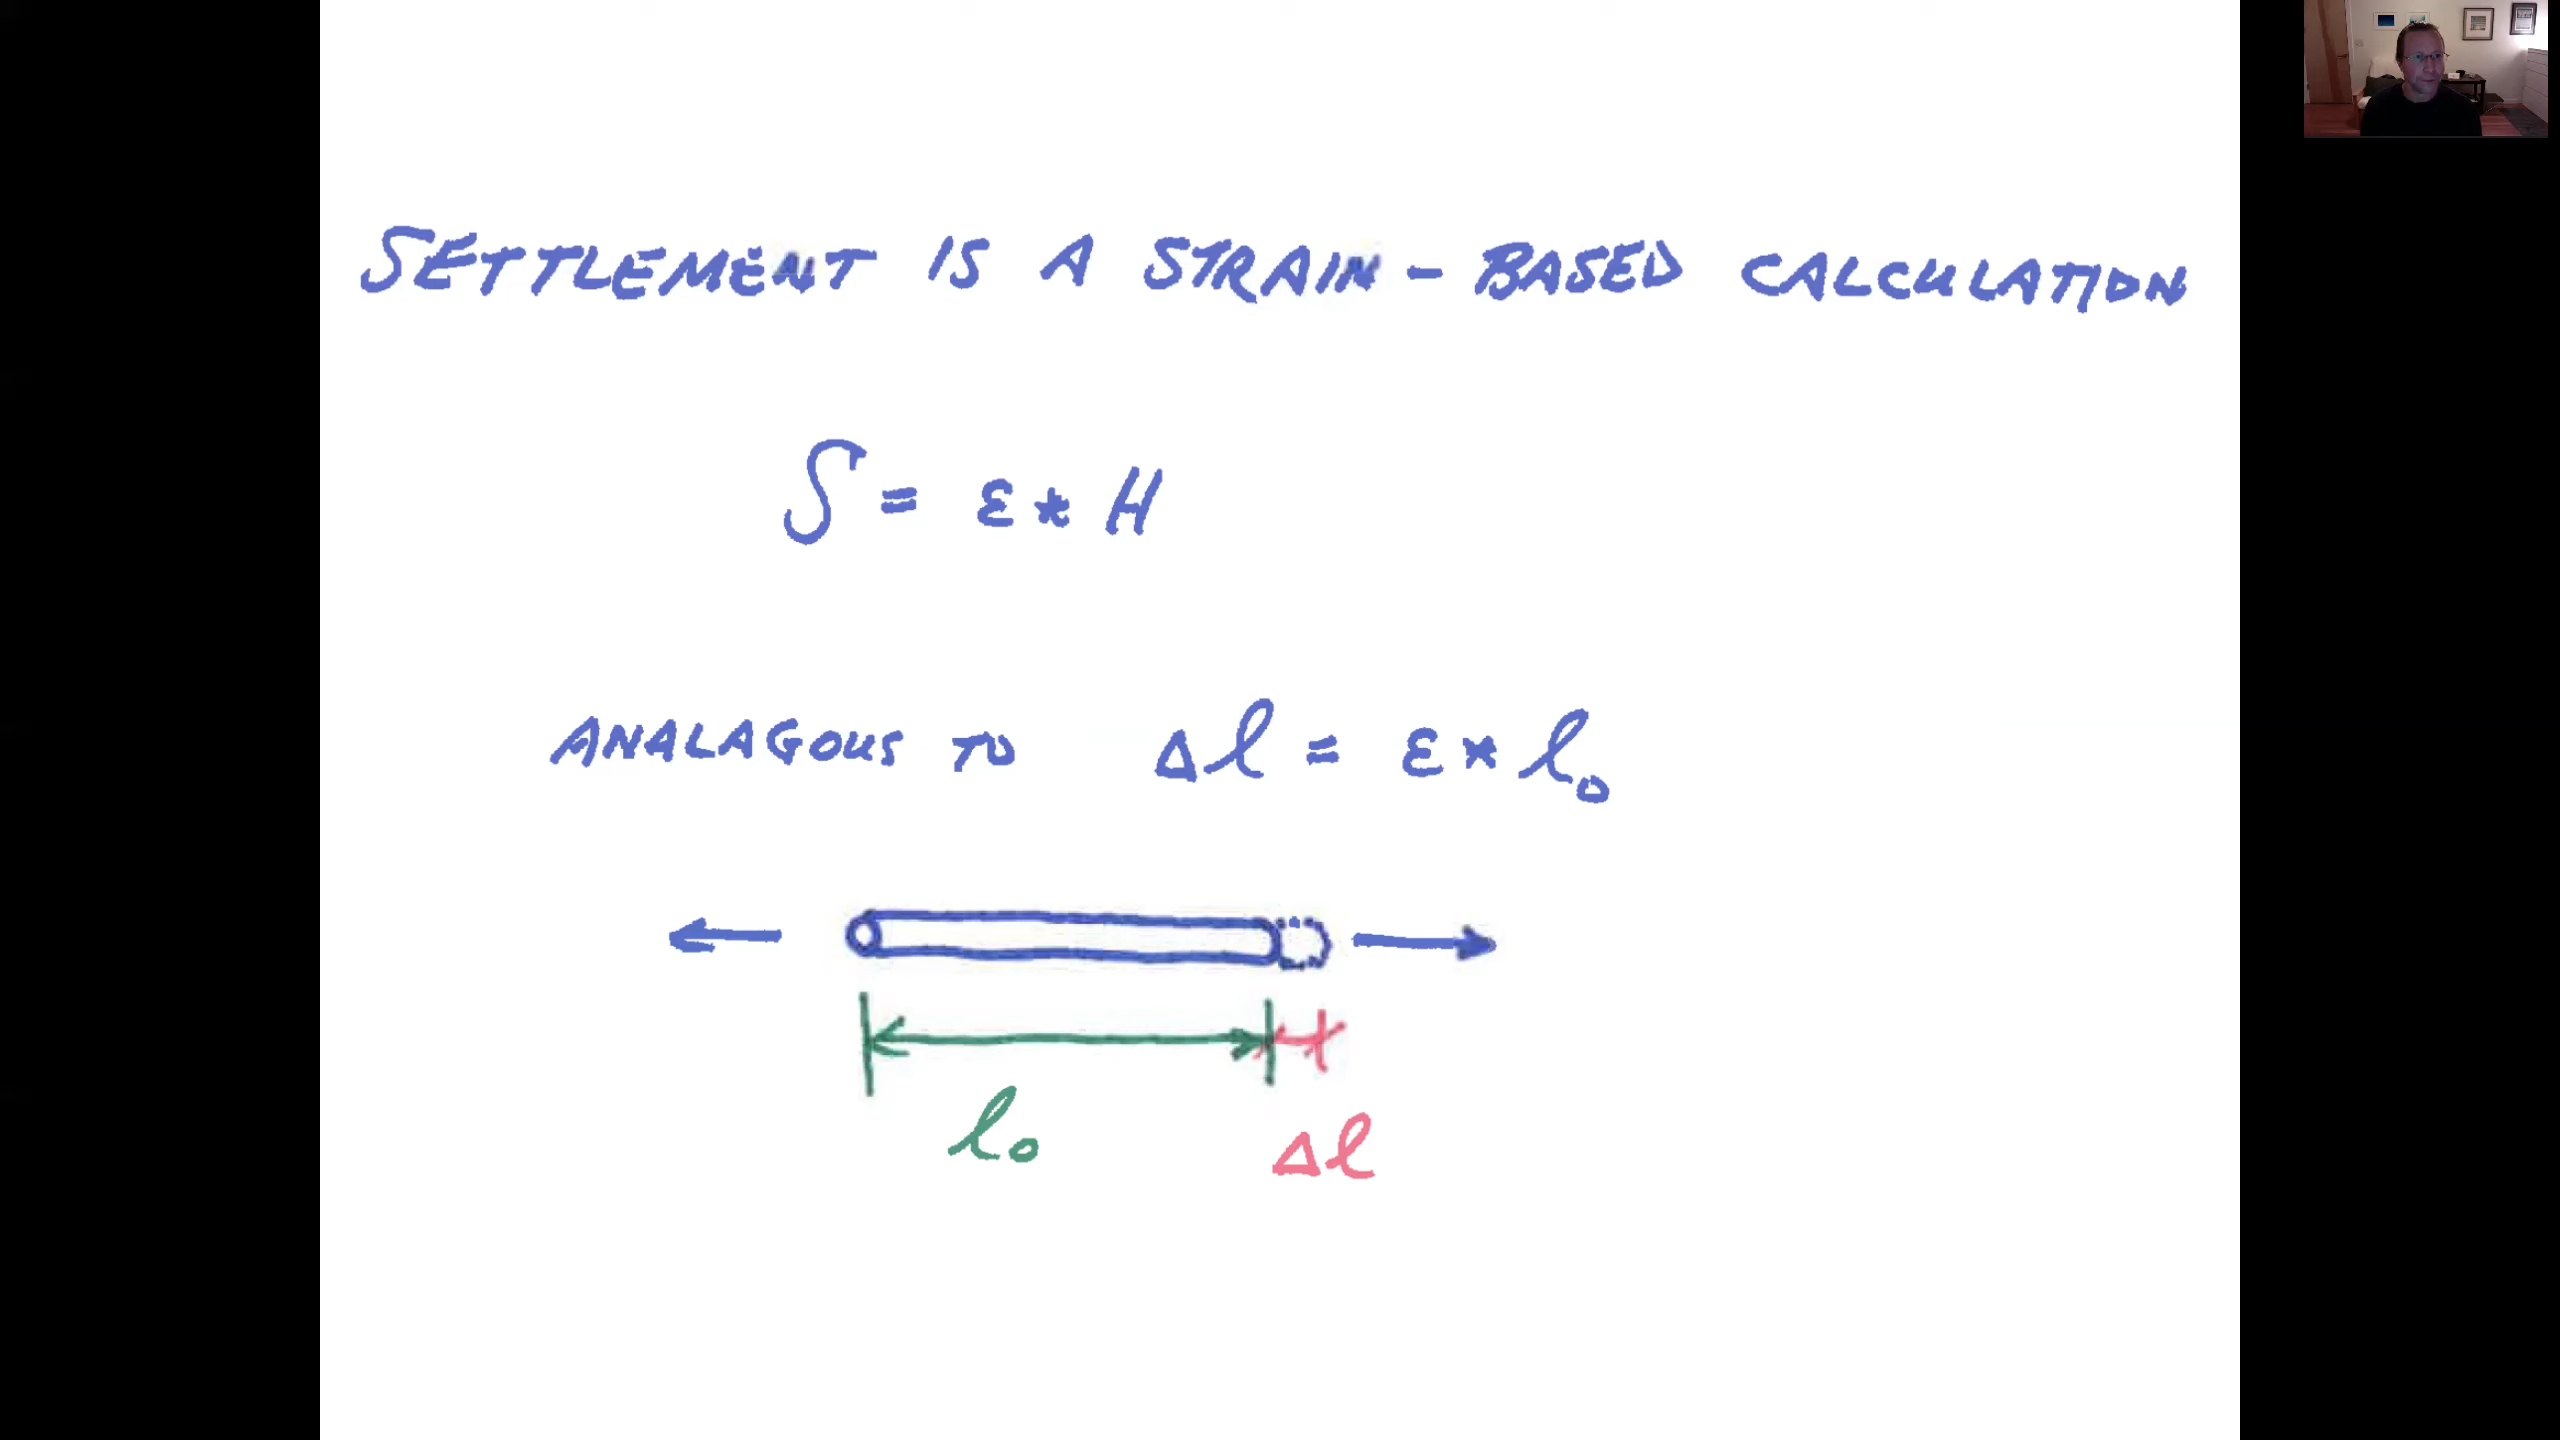 SETTLEMENT IS A STRAIN-BASED CALCULATION
S = ε * H
ANALAGOUS TO Δl = ε * l₀
l₀
Δl